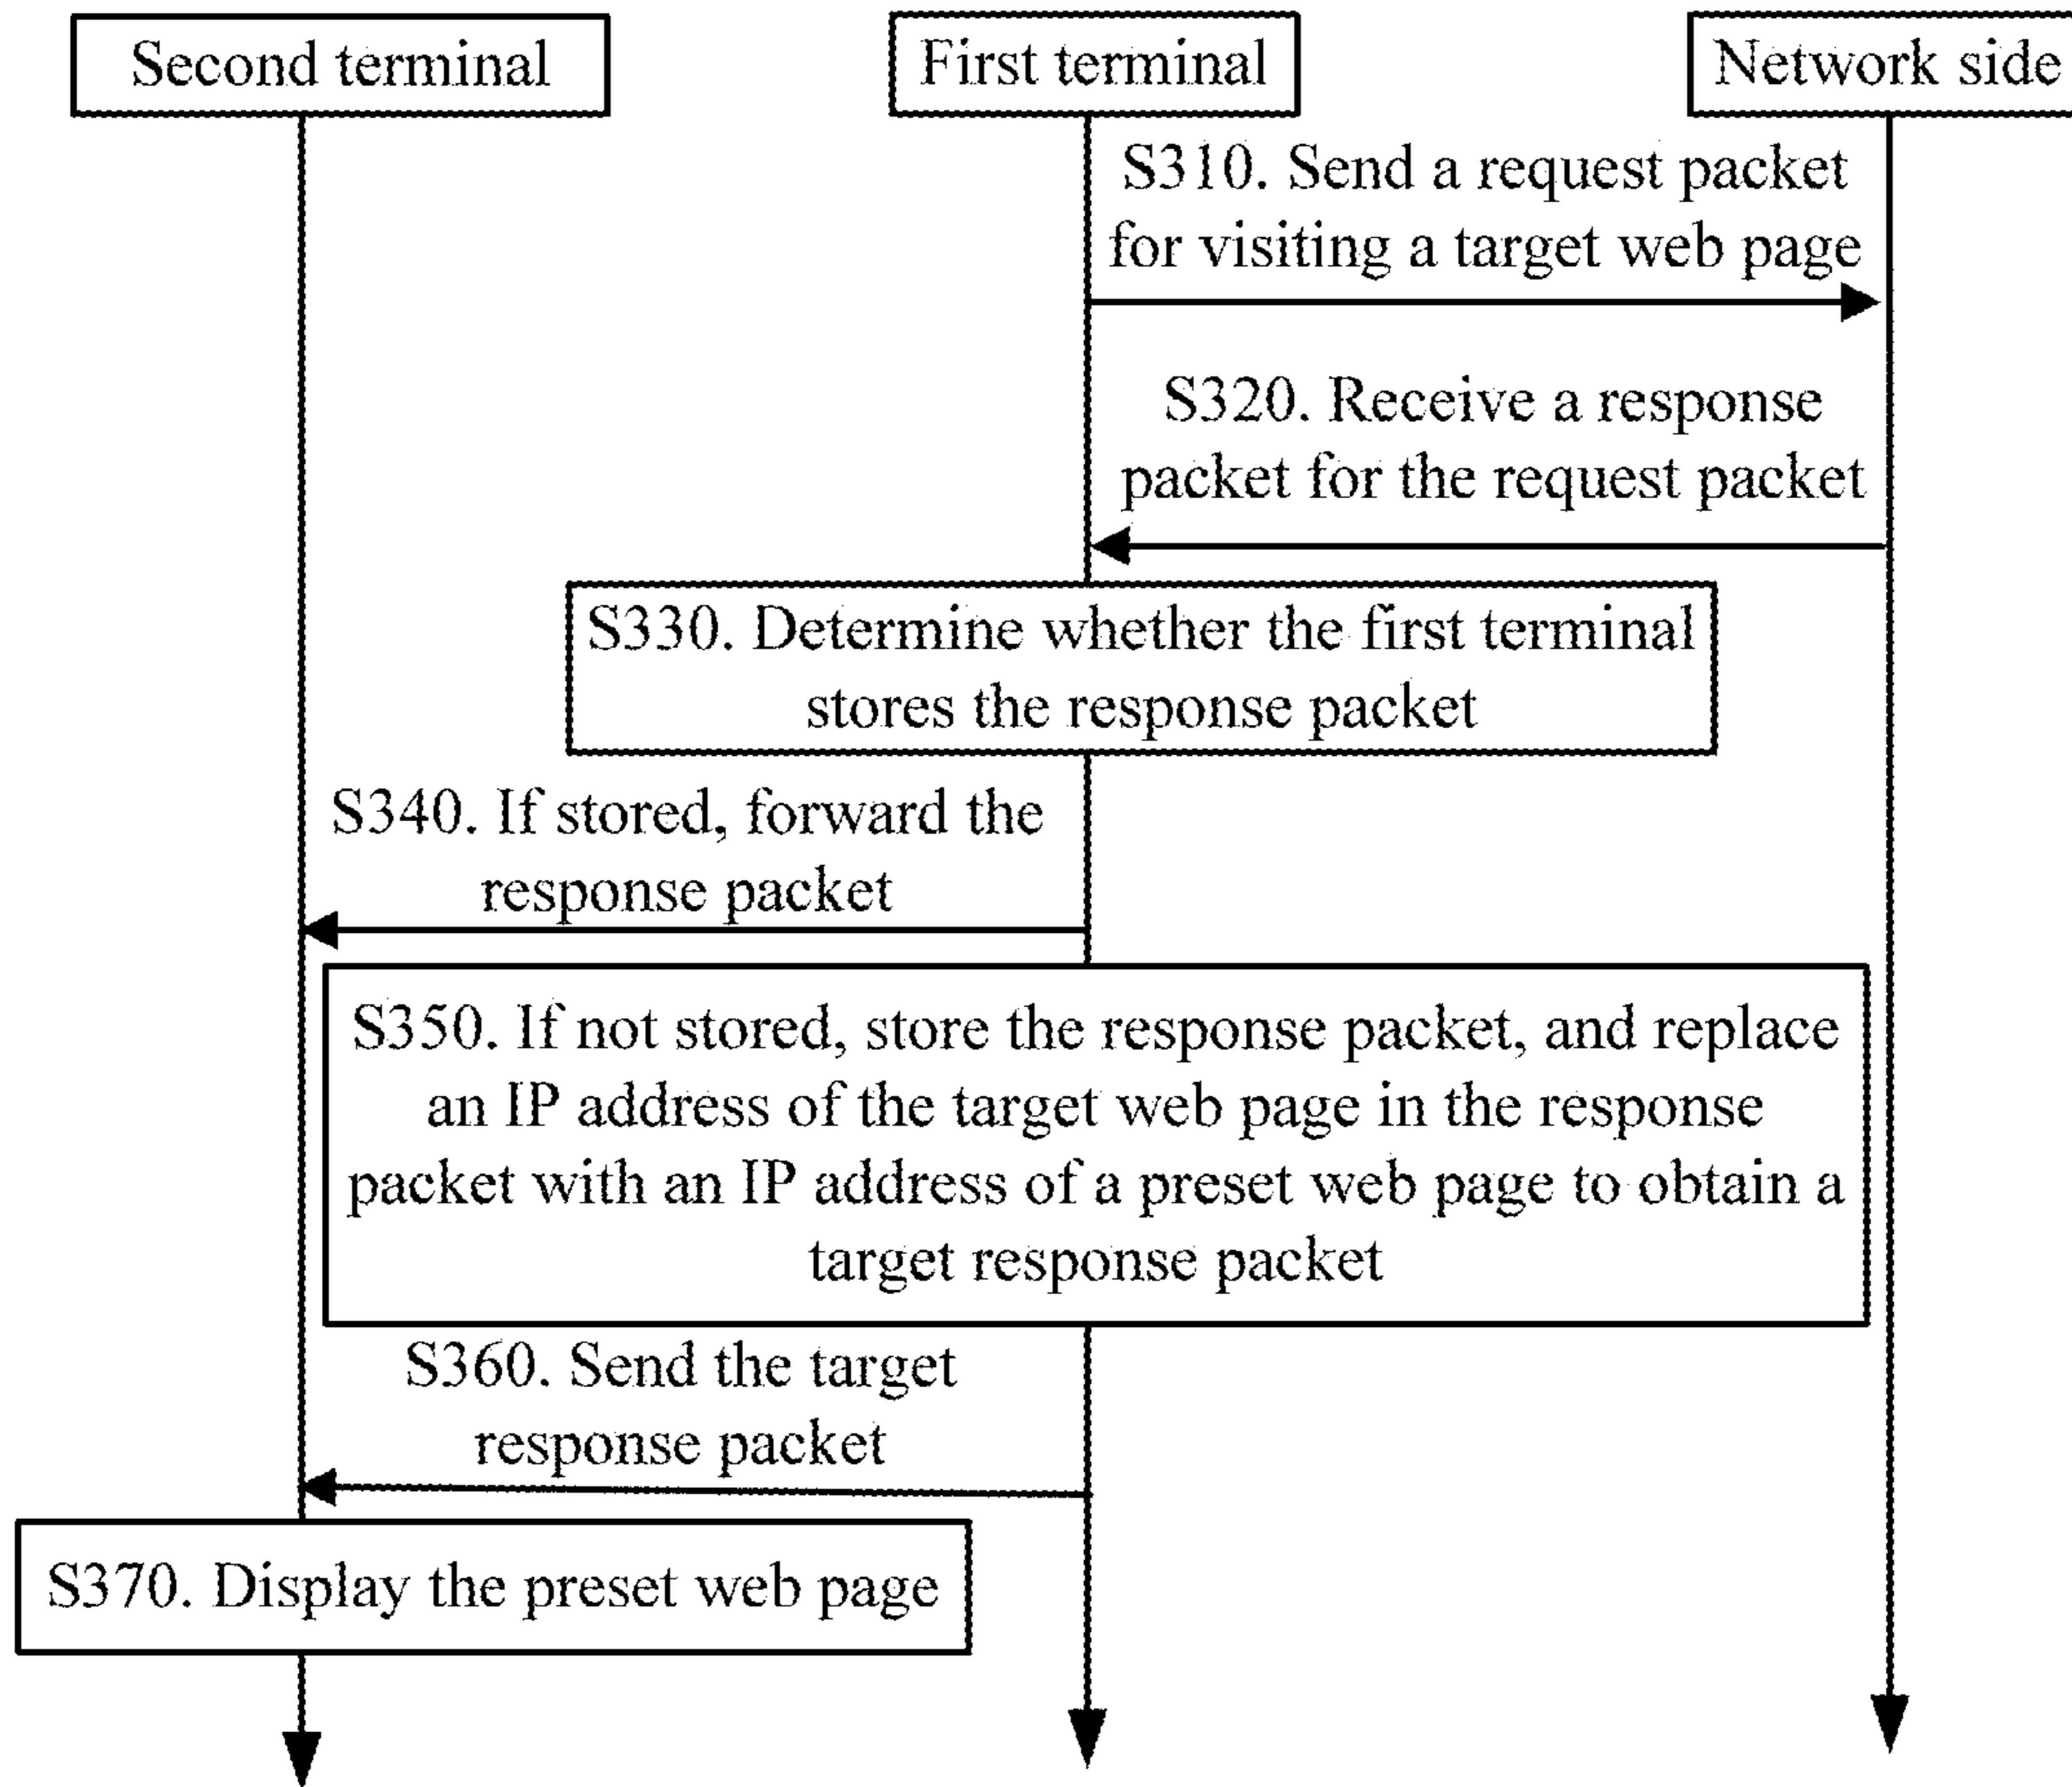 Second terminal
First terminal
Network side
S310. Send a request packet
for visiting a target web page
S320. Receive a response
packet for the request packet
S330. Determine whether the first terminal
stores the response packet
S340. If stored, forward the
response packet
S350. If not stored, store the response packet, and replace
an IP address of the target web page in the response
packet with an IP address of a preset web page to obtain a
target response packet
S360. Send the target
response packet
S370. Display the preset web page